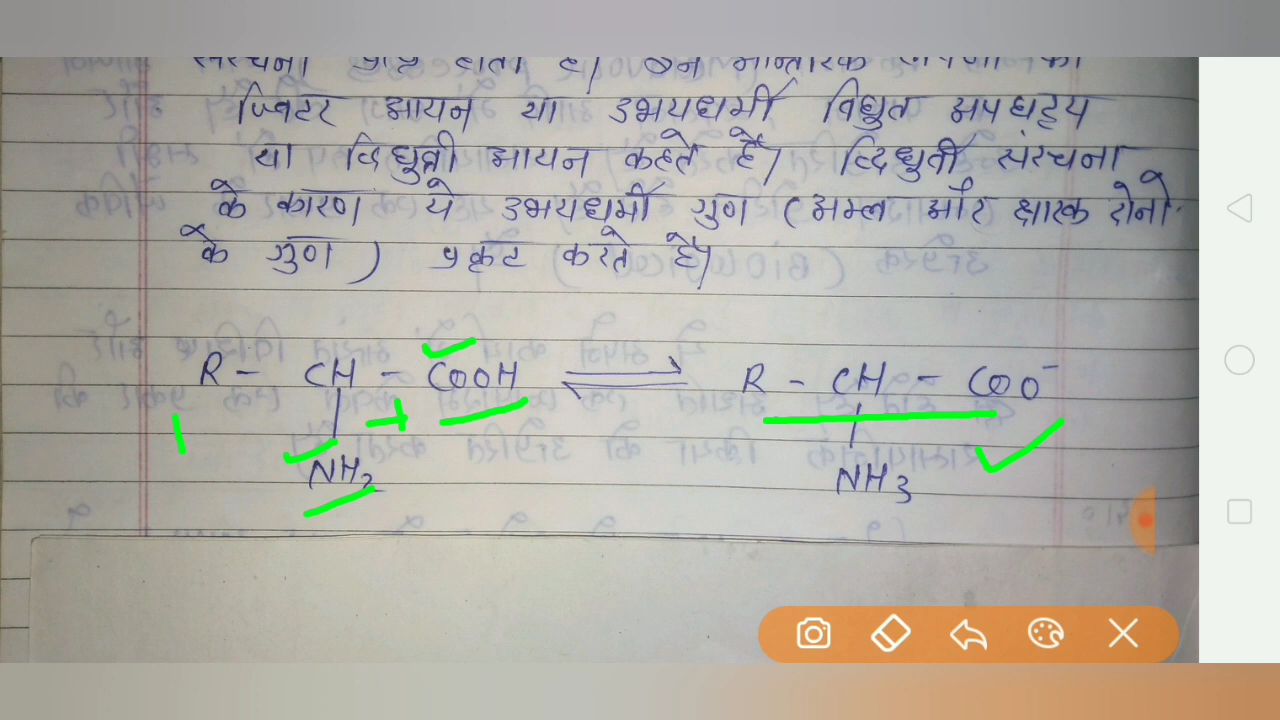 ज्विटर आयन या उभयधर्मी विधुत अपघट्य
या द्विधुव्री आयन कहते है। द्विधुवी संरचना
के कारण ये उभयधर्मी गुण (अम्ल और क्षारक दोनो
के गुण) प्रकट करते है।
R - CH - COOH ⇌ R - CH - COO⁻
NH₂ NH₃